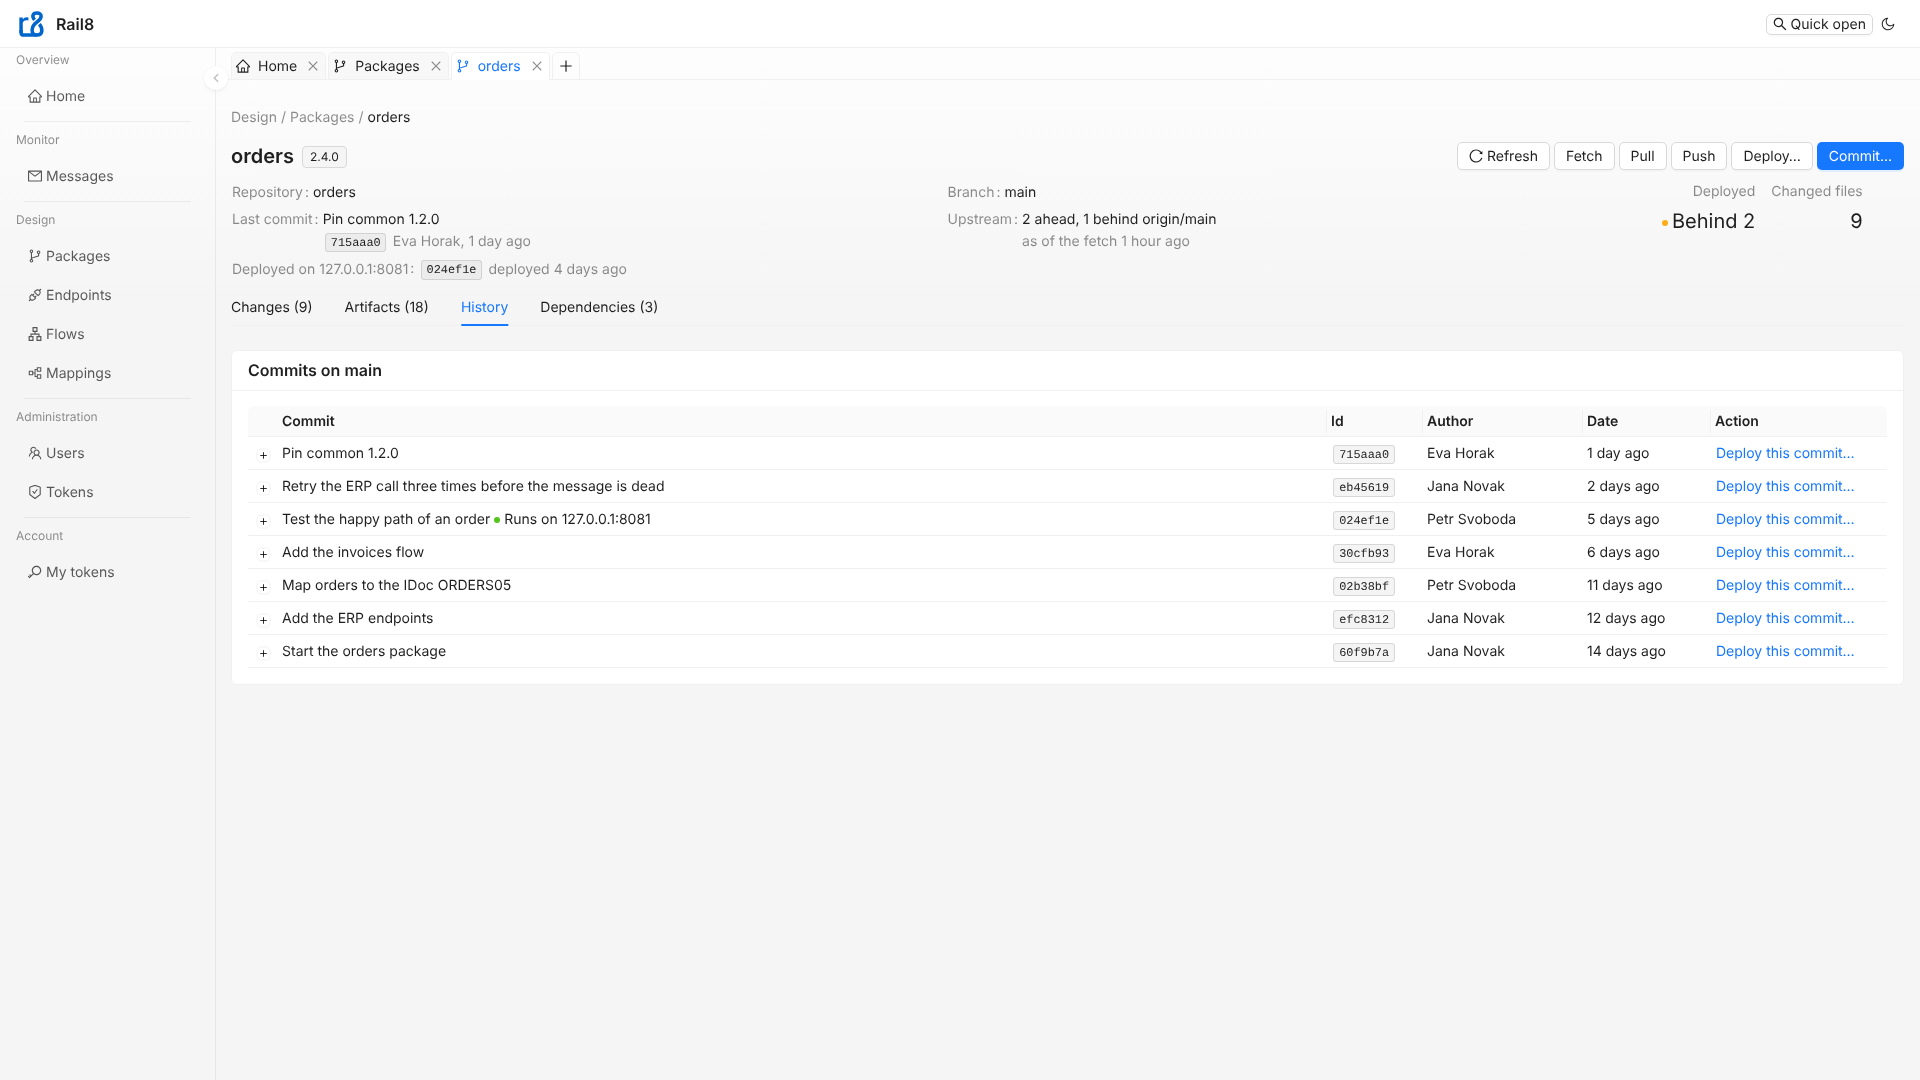 Rail8
Quick open
Overview
Home
Monitor
Messages
Design
Packages
Endpoints
Flows
Mappings
Administration
Users
Tokens
Account
My tokens
Home
Packages
orders
Design / Packages / orders
orders 2.4.0
Refresh
Fetch
Pull
Push
Deploy...
Commit...
Repository: orders
Branch: main
Deployed
Changed files
Last commit: Pin common 1.2.0
715aaa0 Eva Horak, 1 day ago
Upstream: 2 ahead, 1 behind origin/main
as of the fetch 1 hour ago
Behind 2
9
Deployed on 127.0.0.1:8081: 024ef1e deployed 4 days ago
Changes (9)
Artifacts (18)
History
Dependencies (3)
Commits on main
Commit Id Author Date Action
+ Pin common 1.2.0 715aaa0 Eva Horak 1 day ago Deploy this commit...
+ Retry the ERP call three times before the message is dead eb45619 Jana Novak 2 days ago Deploy this commit...
+ Test the happy path of an order Runs on 127.0.0.1:8081 024ef1e Petr Svoboda 5 days ago Deploy this commit...
+ Add the invoices flow 30cfb93 Eva Horak 6 days ago Deploy this commit...
+ Map orders to the IDoc ORDERS05 02b38bf Petr Svoboda 11 days ago Deploy this commit...
+ Add the ERP endpoints efc8312 Jana Novak 12 days ago Deploy this commit...
+ Start the orders package 60f9b7a Jana Novak 14 days ago Deploy this commit...